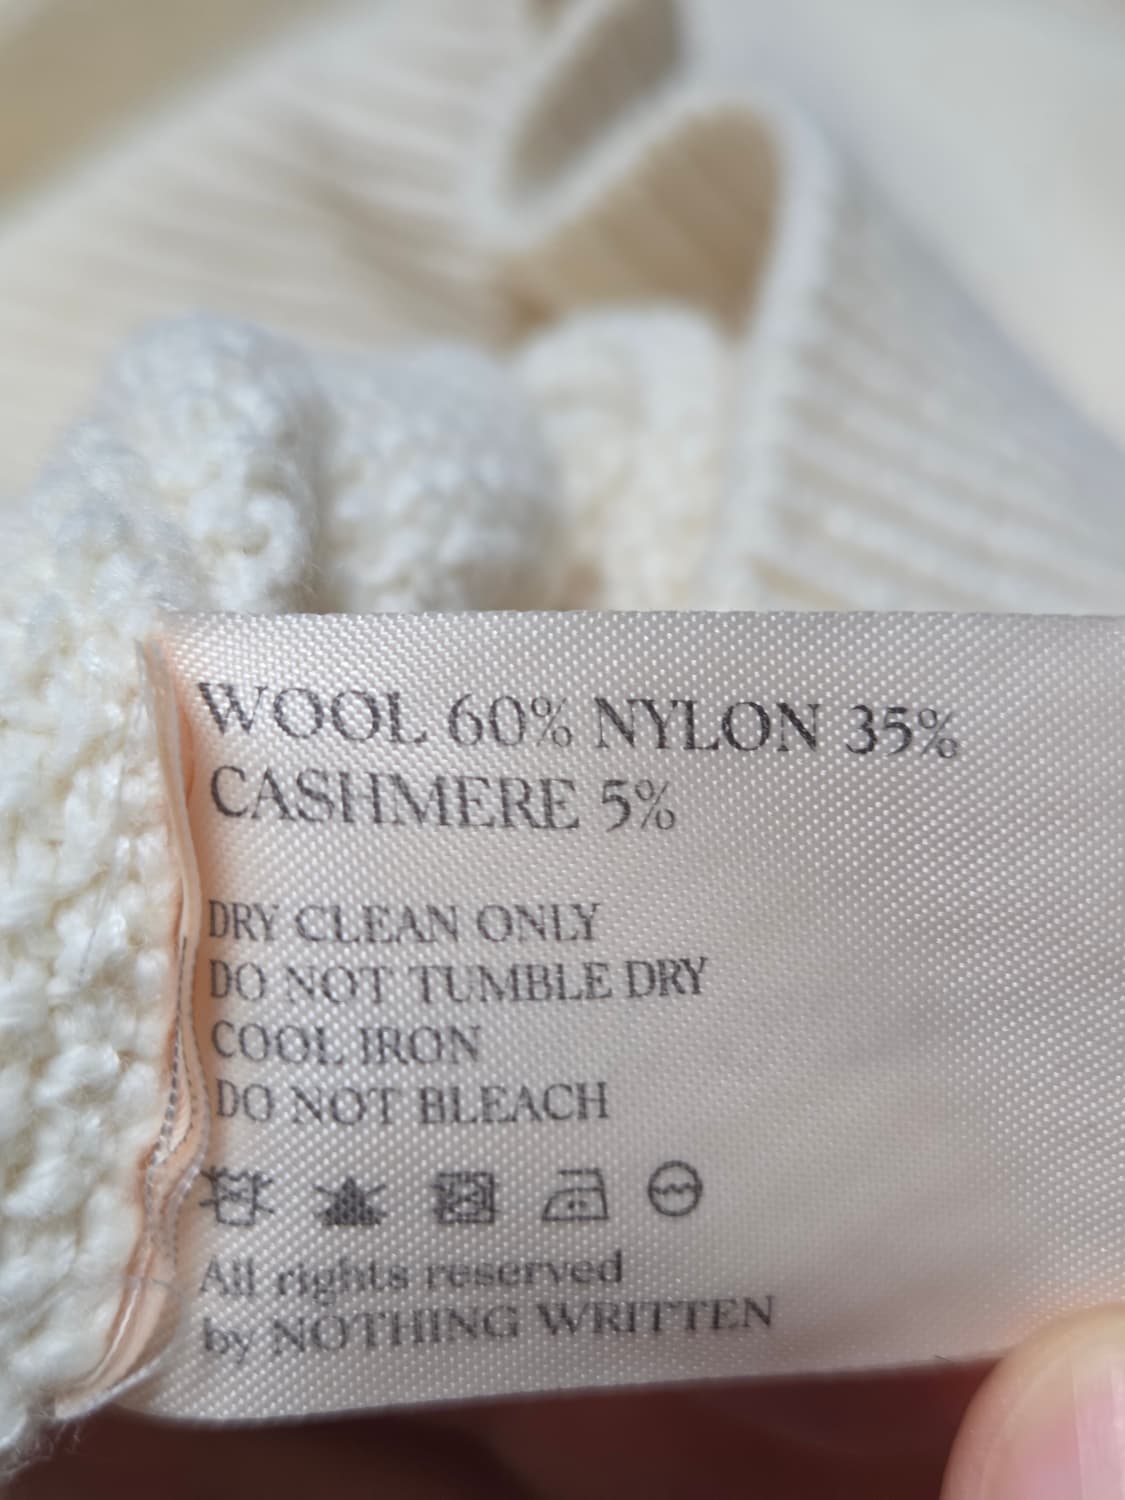 WOOL 60% NYLON 35%
CASHMERE 5%
DRY CLEAN ONLY
DO NOT TUMBLE DRY
COOL IRON
DO NOT BLEACH
All rights reserved
by NOTHING WRITTEN